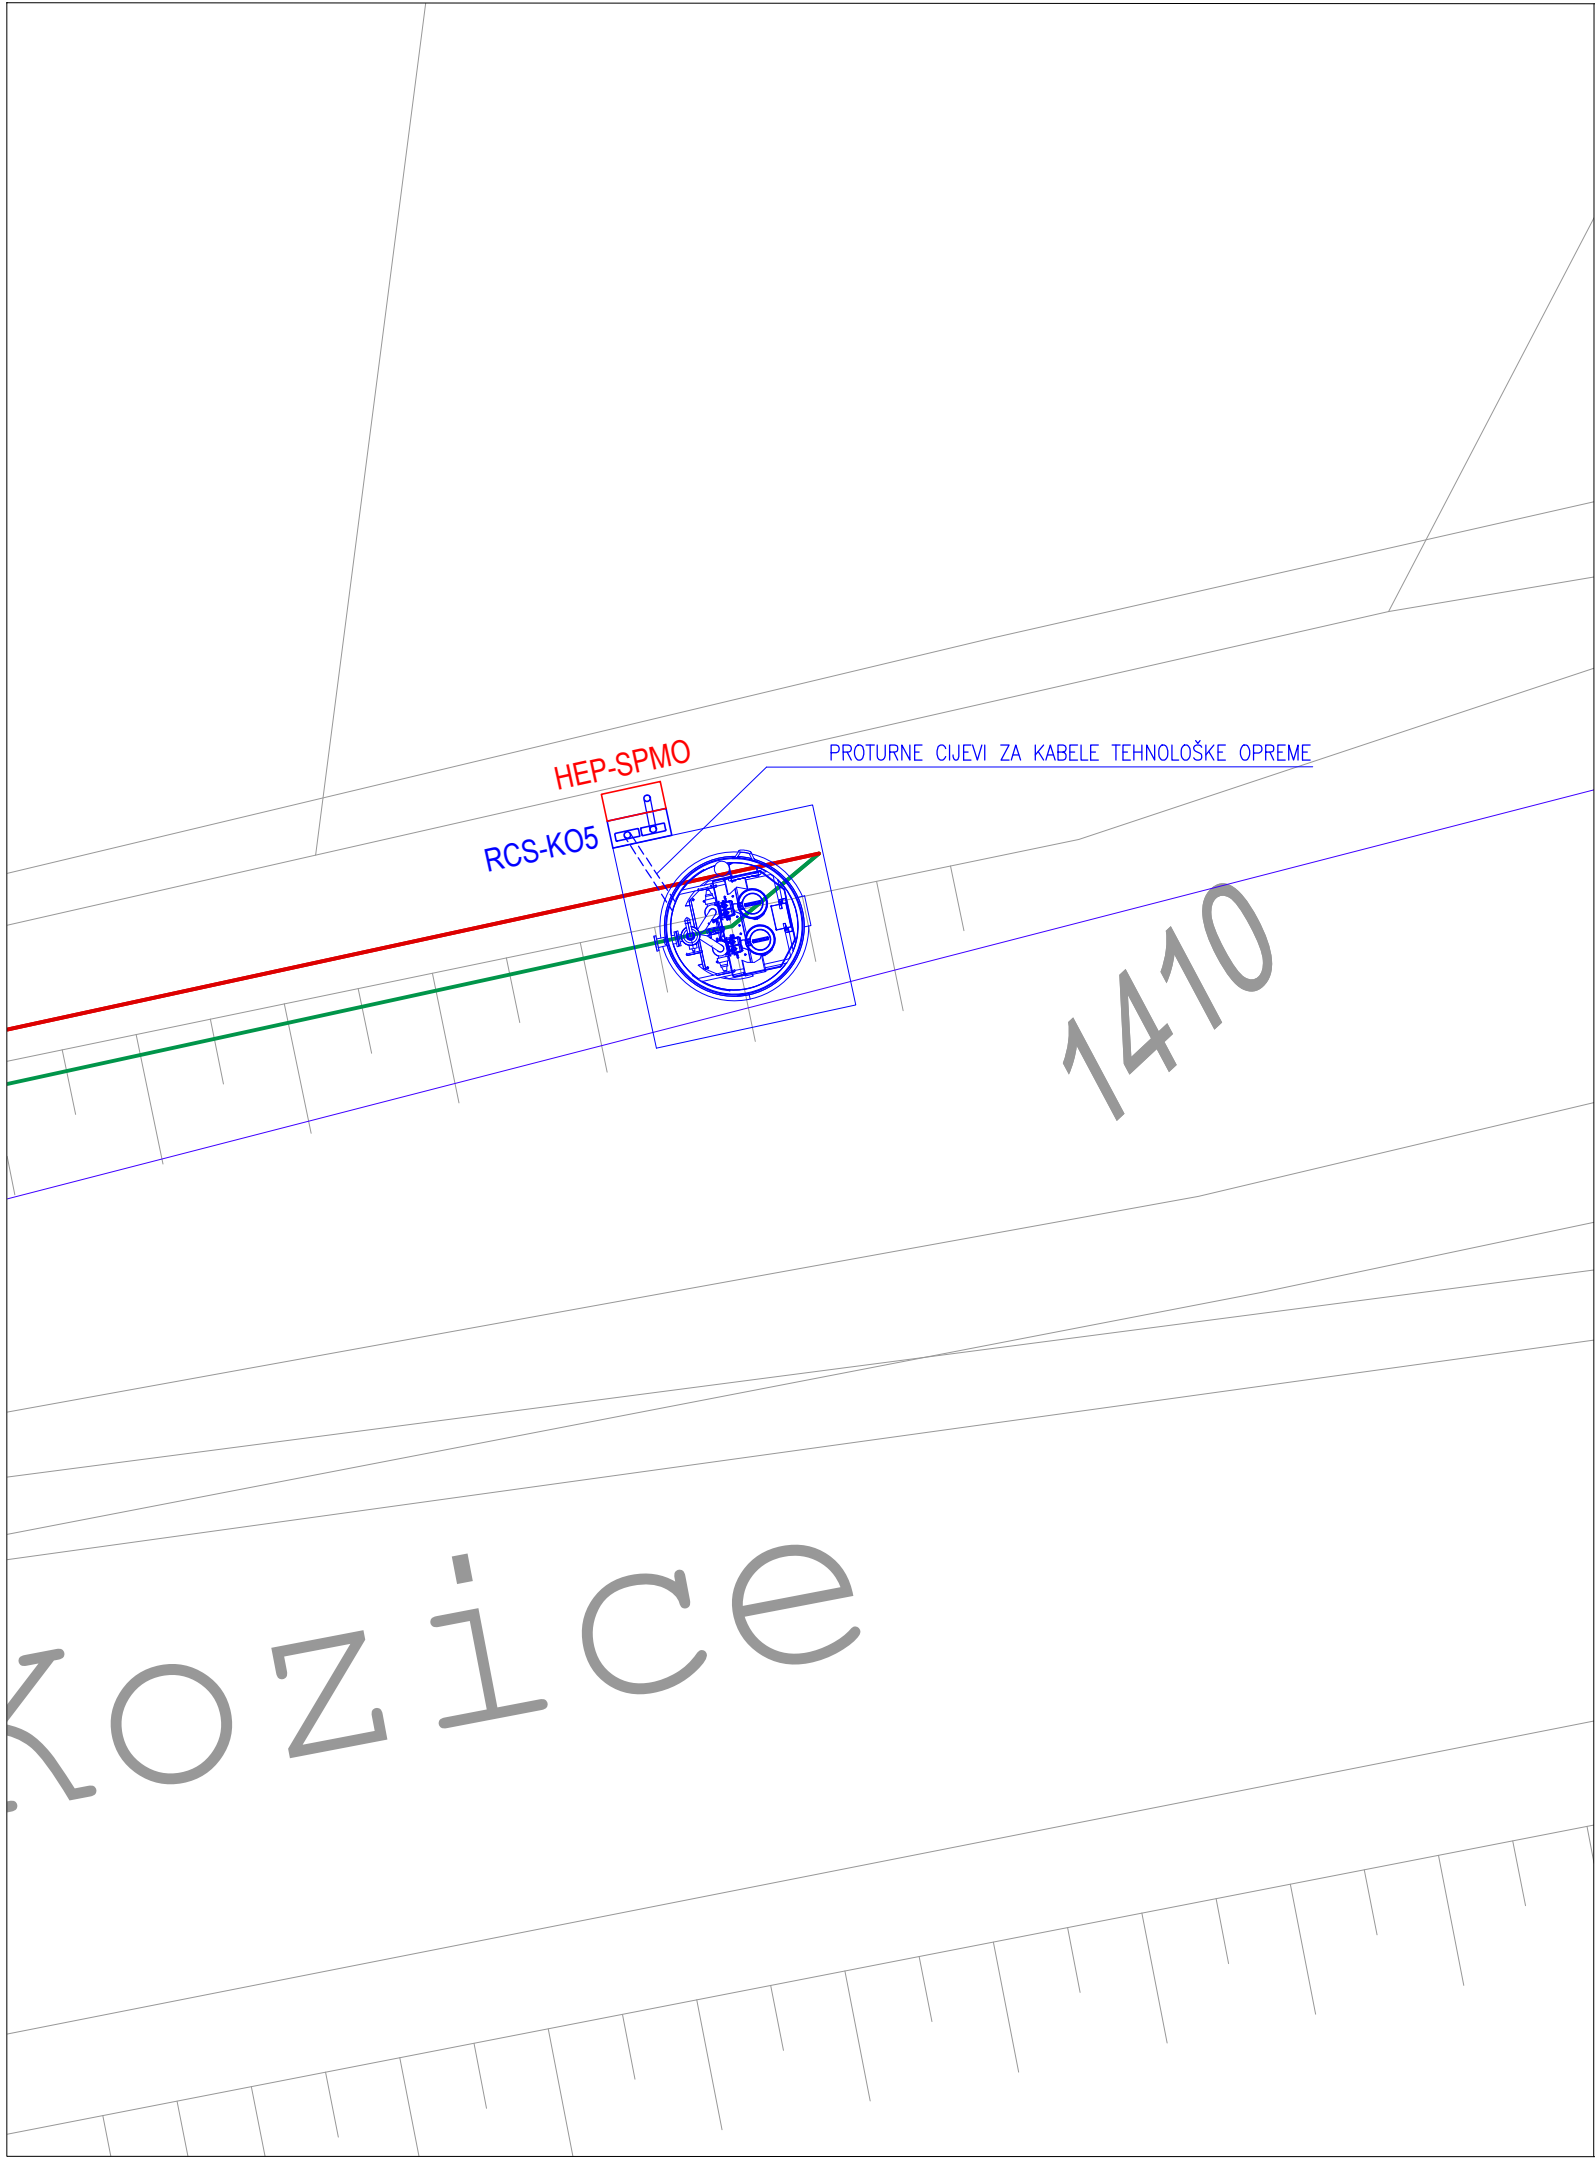 HEP-SPMO
PROTURNE CIJEVI ZA KABELE TEHNOLOŠKE OPREME
RCS-KO5
1410
Kozice